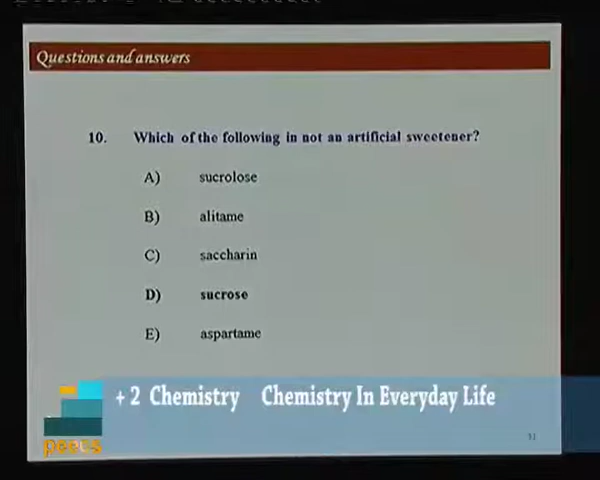 Questions and answers
10. Which of the following in not an artificial sweetener?
A) sucrolose
B) alitame
C) saccharin
D) sucrose
E) aspartame
+2 Chemistry Chemistry In Everyday Life
peecs